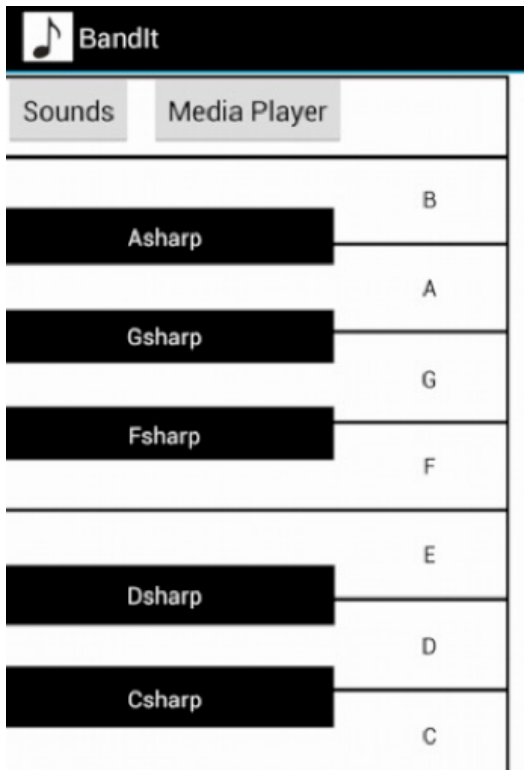 BandIt
Sounds Media Player
B
Asharp
A
Gsharp
G
Fsharp
F
E
Dsharp
D
Csharp
C